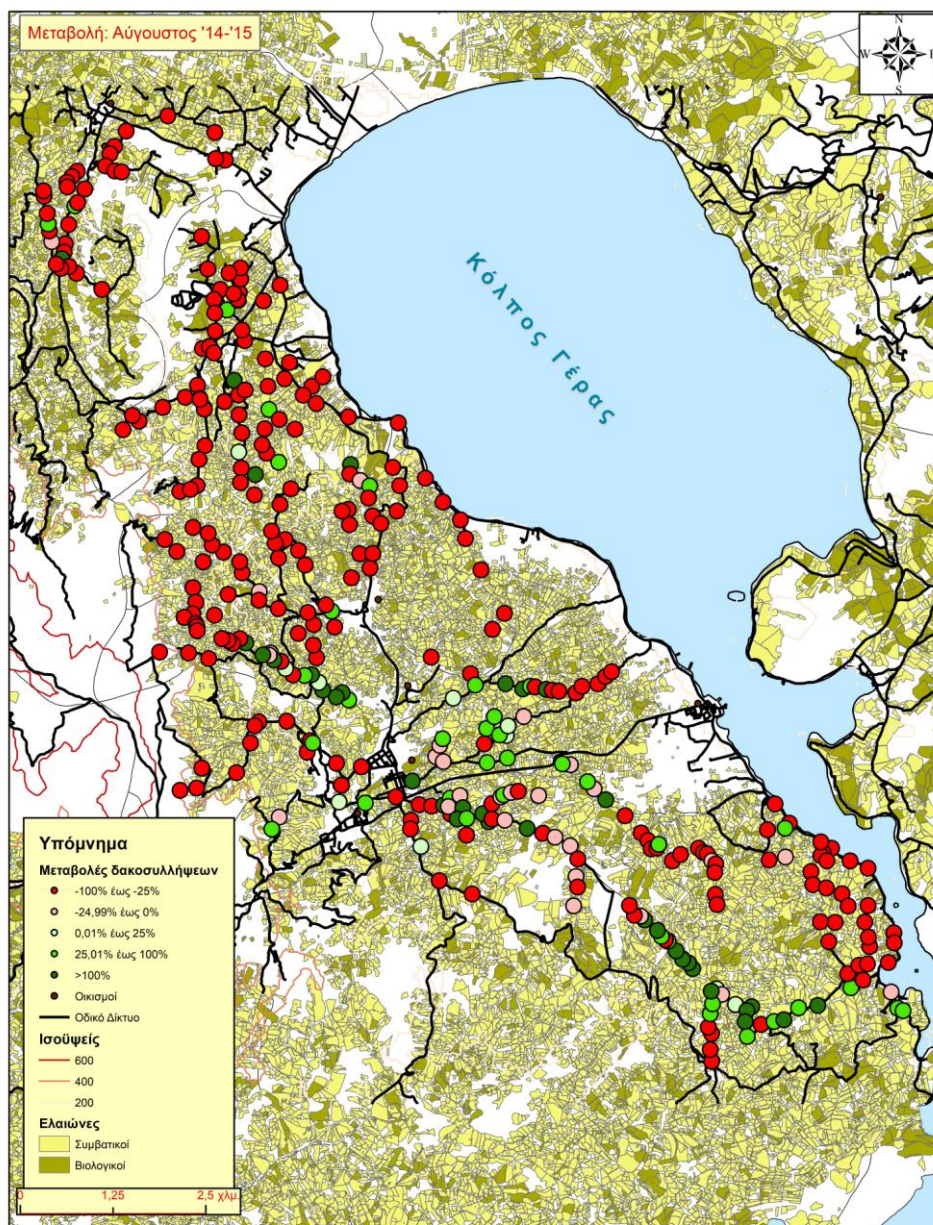 Μεταβολή: Αύγουστος '14-'15
N
W E
S
Κόλπος Γέρας
Υπόμνημα
Μεταβολές δακοσυλλήψεων
-100% έως -25%
-24,99% έως 0%
0,01% έως 25%
25,01% έως 100%
>100%
Οικισμοί
Οδικό Δίκτυο
Ισοϋψείς
600
400
200
Ελαιώνες
Συμβατικοί
Βιολογικοί
0 1,25 2,5 χλμ.